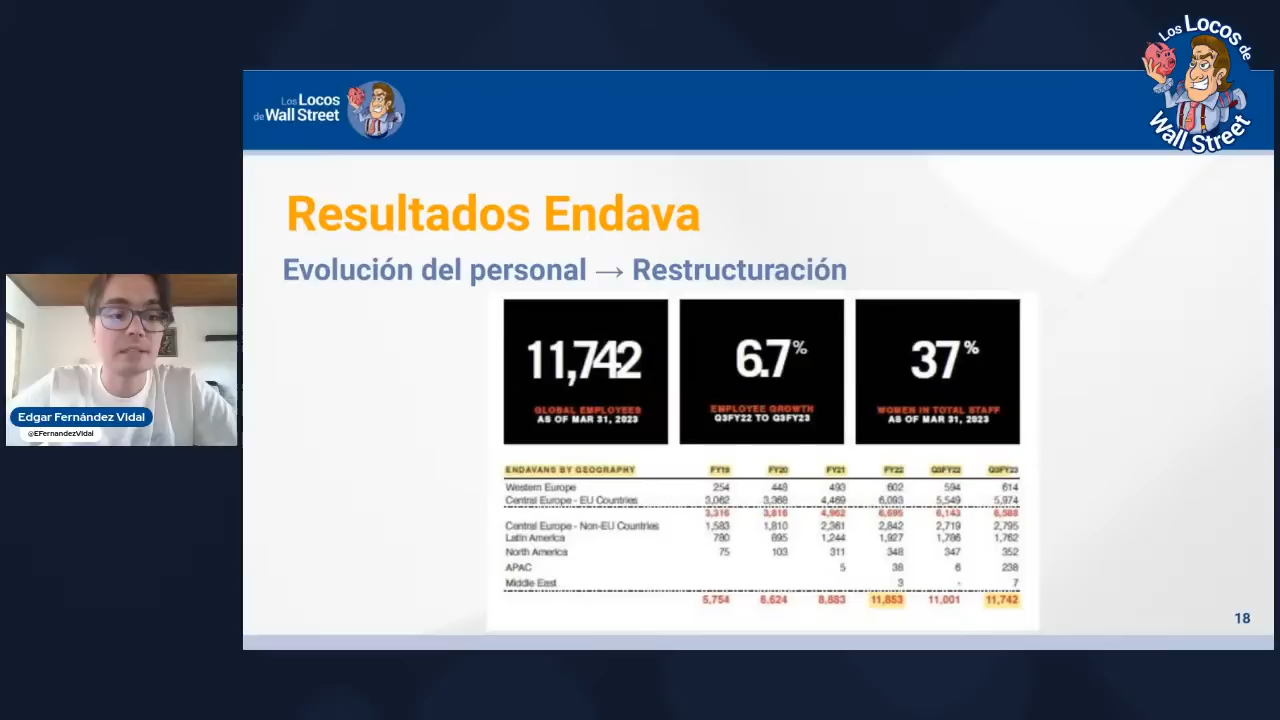 Los Locos de
Wall Street
Los Locos
de Wall Street
Resultados Endava
Evolución del personal → Restructuración
11,742
GLOBAL EMPLOYEES
AS OF MAR 31, 2023
6.7%
EMPLOYEE GROWTH
Q3FY22 TO Q3FY23
37%
WOMEN IN TOTAL STAFF
AS OF MAR 31, 2023
ENDAVANS BY GEOGRAPHY FY19 FY20 FY21 FY22 Q3FY22 Q3FY23
Western Europe 254 448 493 602 594 614
Central Europe - EU Countries 3,062 3,368 4,469 6,093 5,549 5,974
3,316 3,816 4,962 6,695 6,143 6,588
Central Europe - Non-EU Countries 1,583 1,810 2,361 2,842 2,719 2,795
Latin America 780 895 1,244 1,927 1,786 1,762
North America 75 103 311 348 347 352
APAC 5 38 6 238
Middle East 3 - 7
5,754 6.624 8,883 11,853 11,001 11,742
18
Edgar Fernández Vidal
@EFernandezVidal